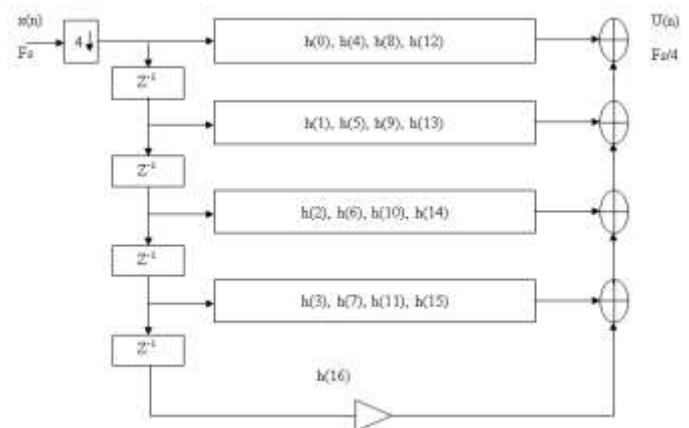 x(n)
Fs
4
U(n)
Fs/4
h(0), h(4), h(8), h(12)
Z⁻¹
h(1), h(5), h(9), h(13)
Z⁻¹
h(2), h(6), h(10), h(14)
Z⁻¹
h(3), h(7), h(11), h(15)
Z⁻¹
h(16)